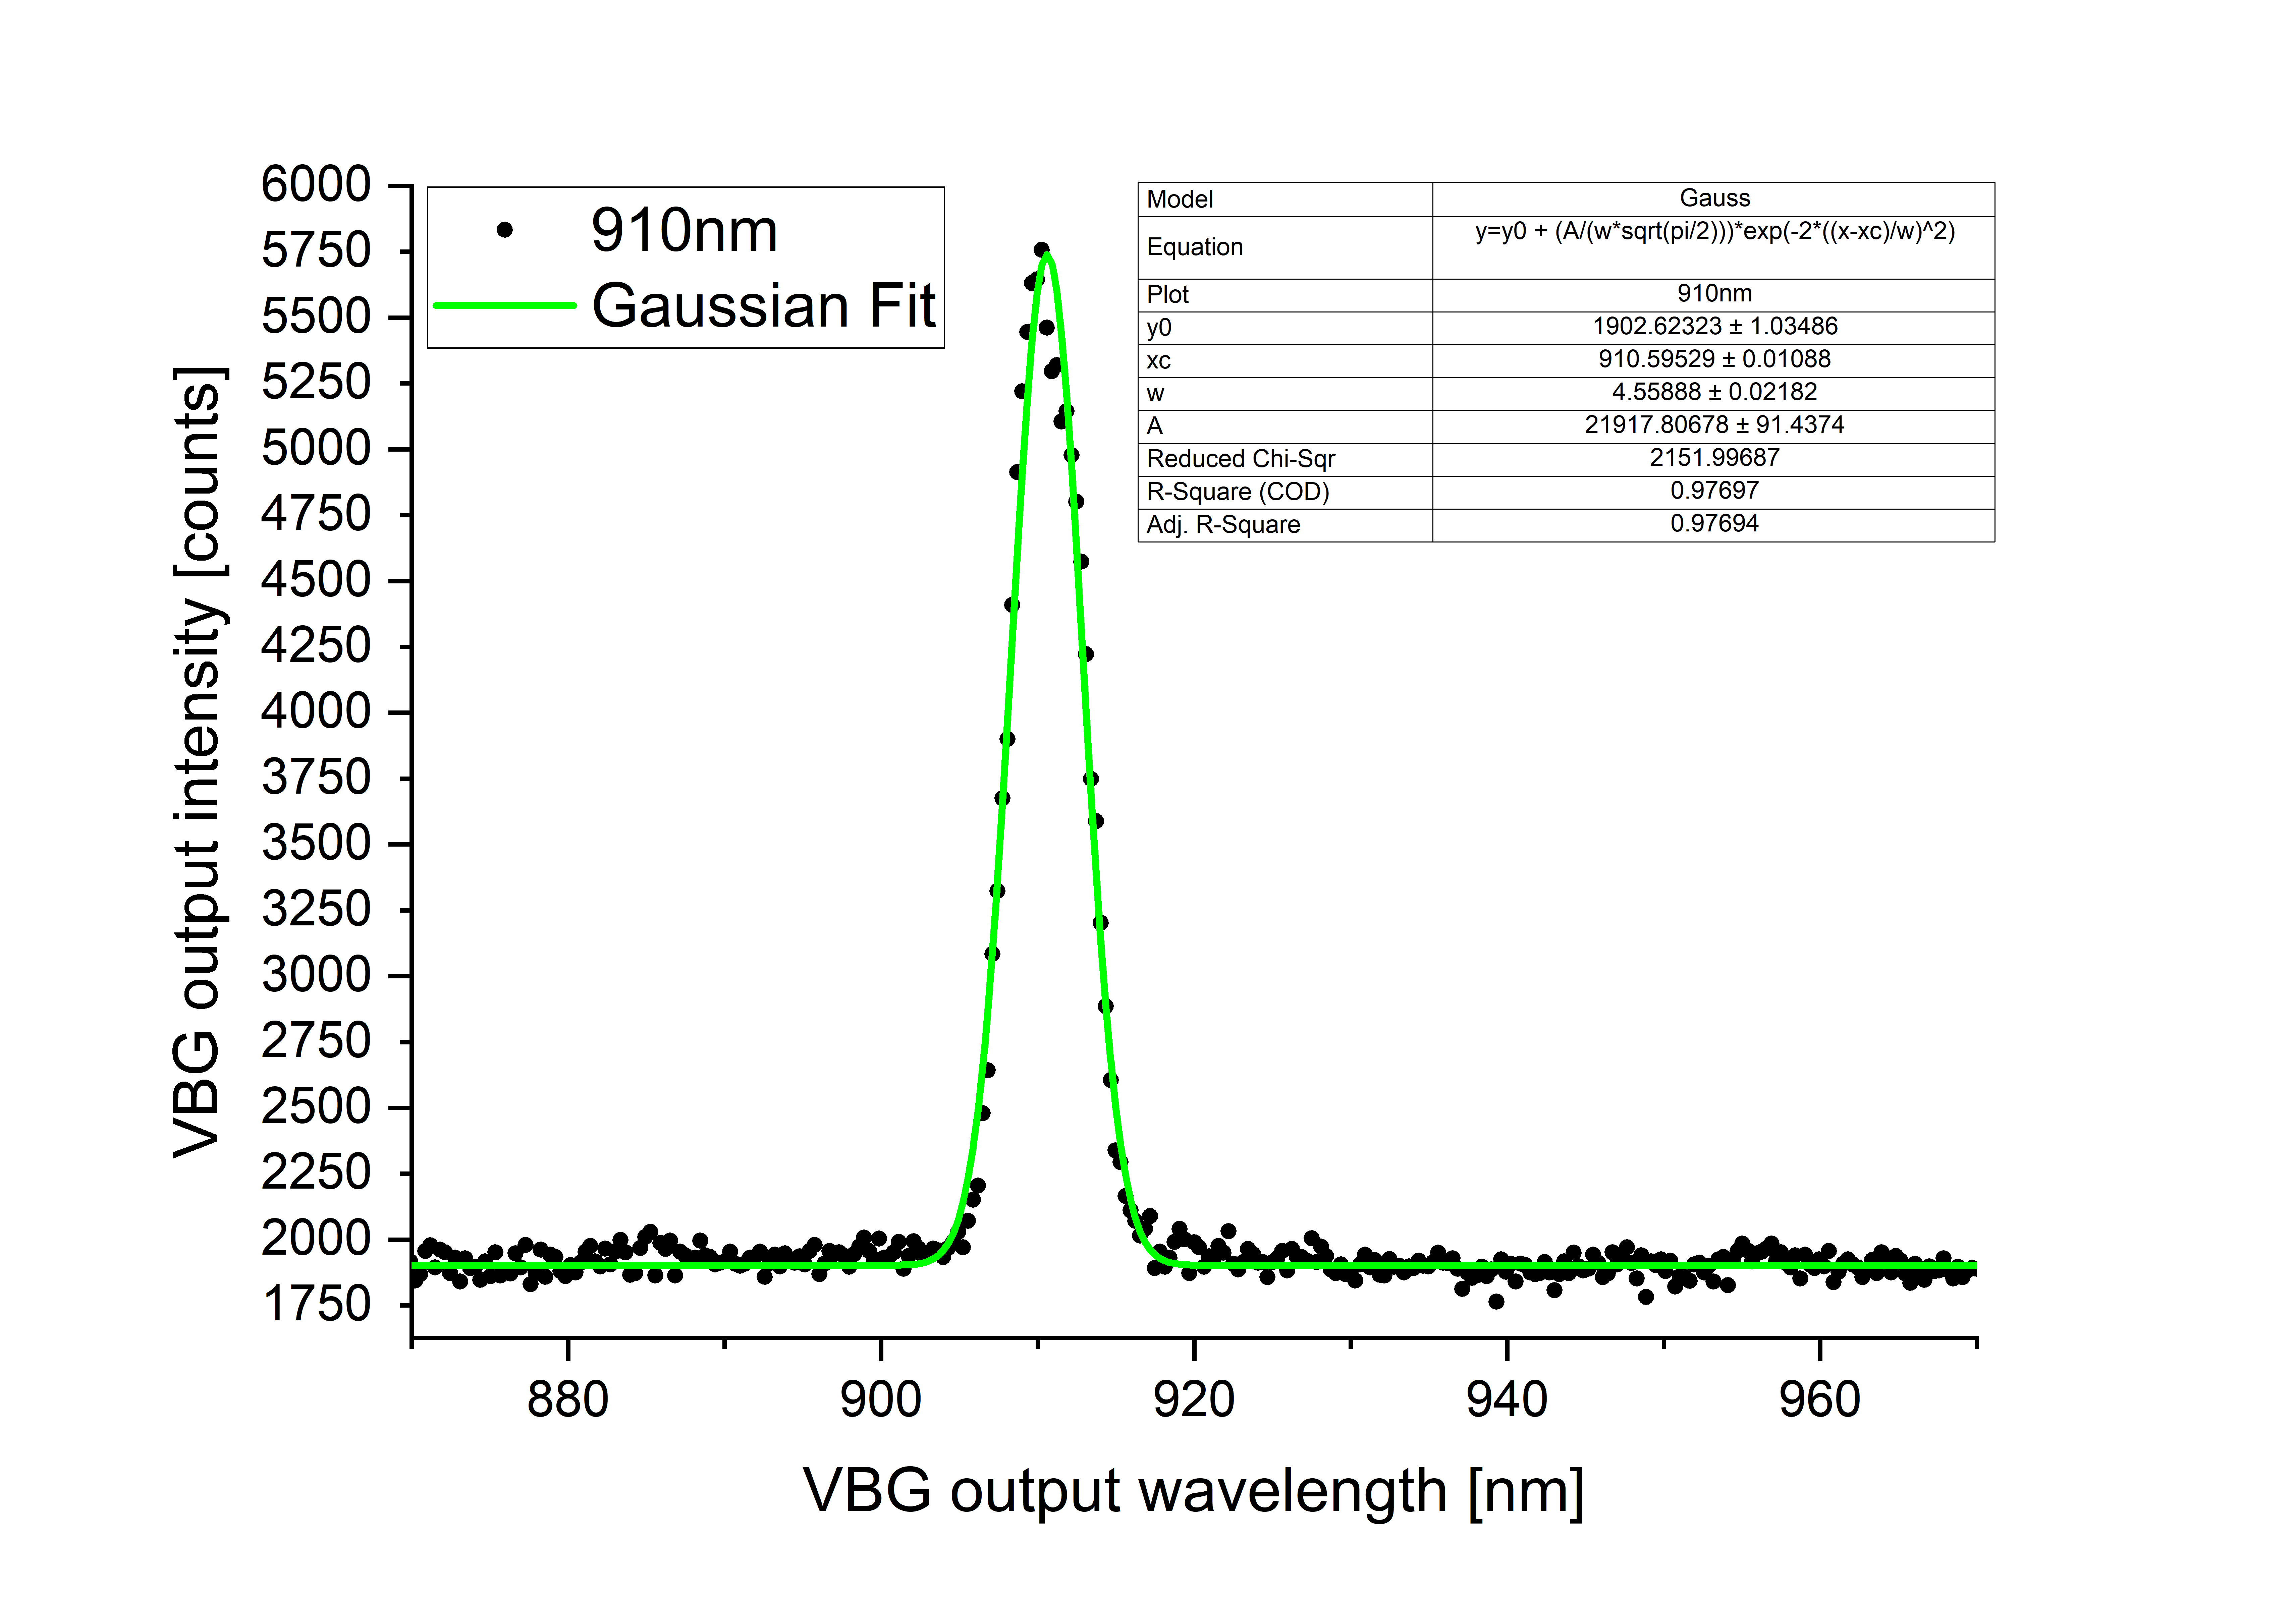 6000
5750
5500
5250
5000
4750
4500
4250
4000
3750
3500
3250
3000
2750
2500
2250
2000
1750
VBG output intensity [counts]
910nm
Gaussian Fit
Model Gauss
Equation y=y0 + (A/(w*sqrt(pi/2)))*exp(-2*((x-xc)/w)^2)
Plot 910nm
y0 1902.62323 ± 1.03486
xc 910.59529 ± 0.01088
w 4.55888 ± 0.02182
A 21917.80678 ± 91.4374
Reduced Chi-Sqr 2151.99687
R-Square (COD) 0.97697
Adj. R-Square 0.97694
880 900 920 940 960
VBG output wavelength [nm]